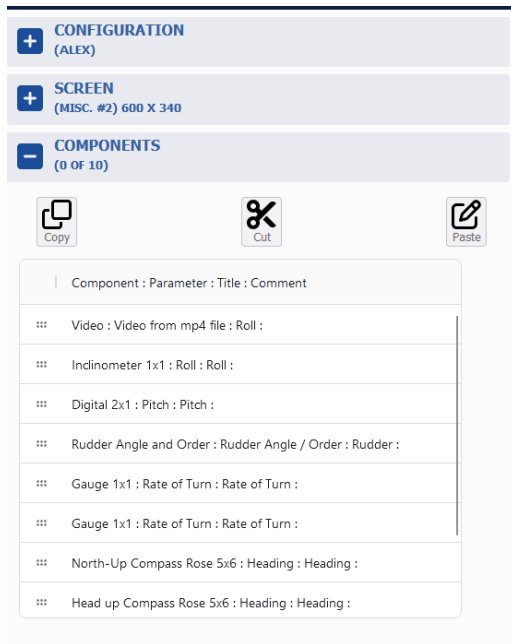 CONFIGURATION
(ALEX)
SCREEN
(MISC. #2) 600 X 340
COMPONENTS
(0 OF 10)
Copy
Cut
Paste
Component : Parameter : Title : Comment
Video : Video from mp4 file : Roll :
Inclinometer 1x1 : Roll : Roll :
Digital 2x1 : Pitch : Pitch :
Rudder Angle and Order : Rudder Angle / Order : Rudder :
Gauge 1x1 : Rate of Turn : Rate of Turn :
Gauge 1x1 : Rate of Turn : Rate of Turn :
North-Up Compass Rose 5x6 : Heading : Heading :
Head up Compass Rose 5x6 : Heading : Heading :